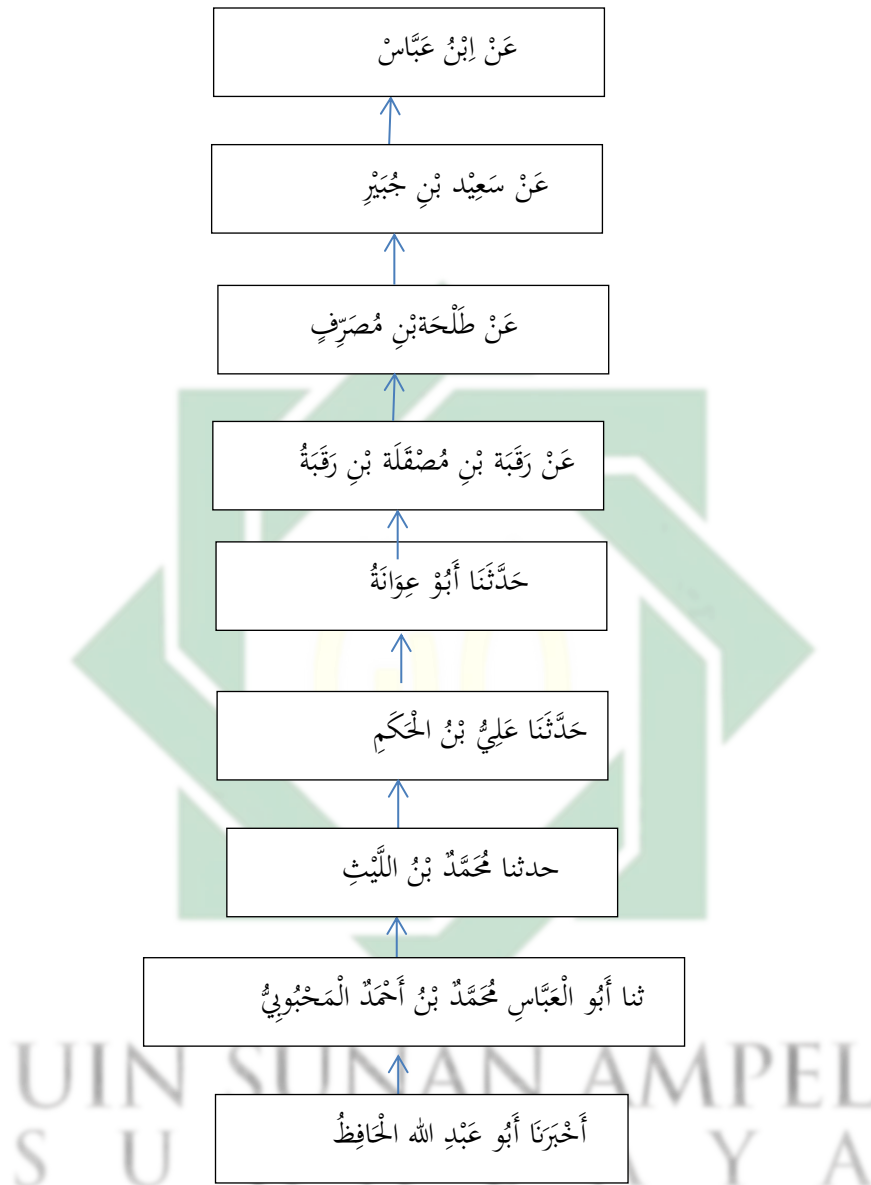 عَنْ اِبْنُ عَبَّاسْ
عَنْ سَعِيْد بْنِ جُبَيْرِ
عَنْ طَلْحَةبْنِ مُصَرِّفٍ
عَنْ رَقَبَة بْنِ مُصْقَلَة بْنِ رَقَبَةُ
حَدَّثَنَا أَبُوْ عِوَانَةُ
حَدَّثَنَا عَلِيُّ بْنُ الْحَكَمِ
حدثنا مُحَمَّدٌ بْنُ اللَّيْثِ
ثنا أَبُو الْعَبَّاسِ مُحَمَّدٌ بْنُ أَحْمَدٌ الْمَحْبُوبِيُّ
UIN SUNAN AMPEL
أَخْبَرَنَا أَبُو عَبْدِ الله الْحَافِظُ